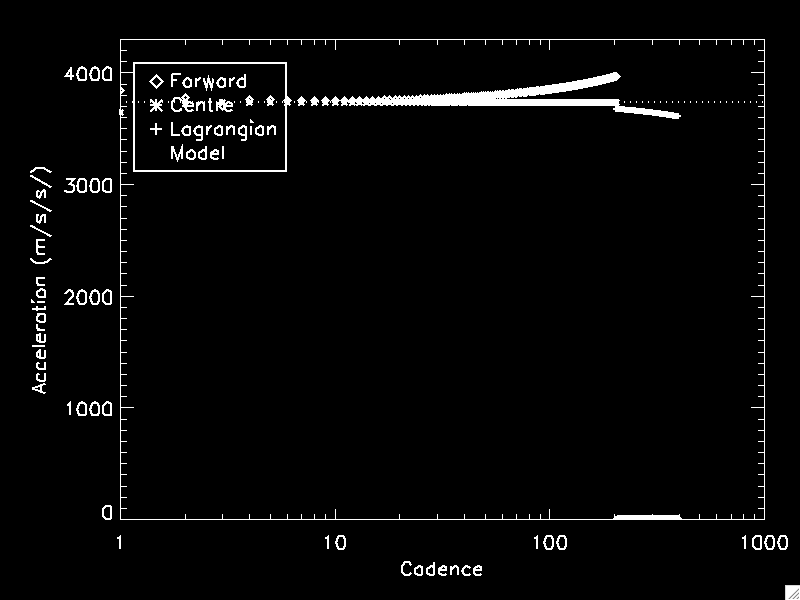 4000
3000
2000
1000
0
Acceleration (m/s/s/)
Forward
Centre
Lagrangian
Model
1 10 100 1000
Cadence